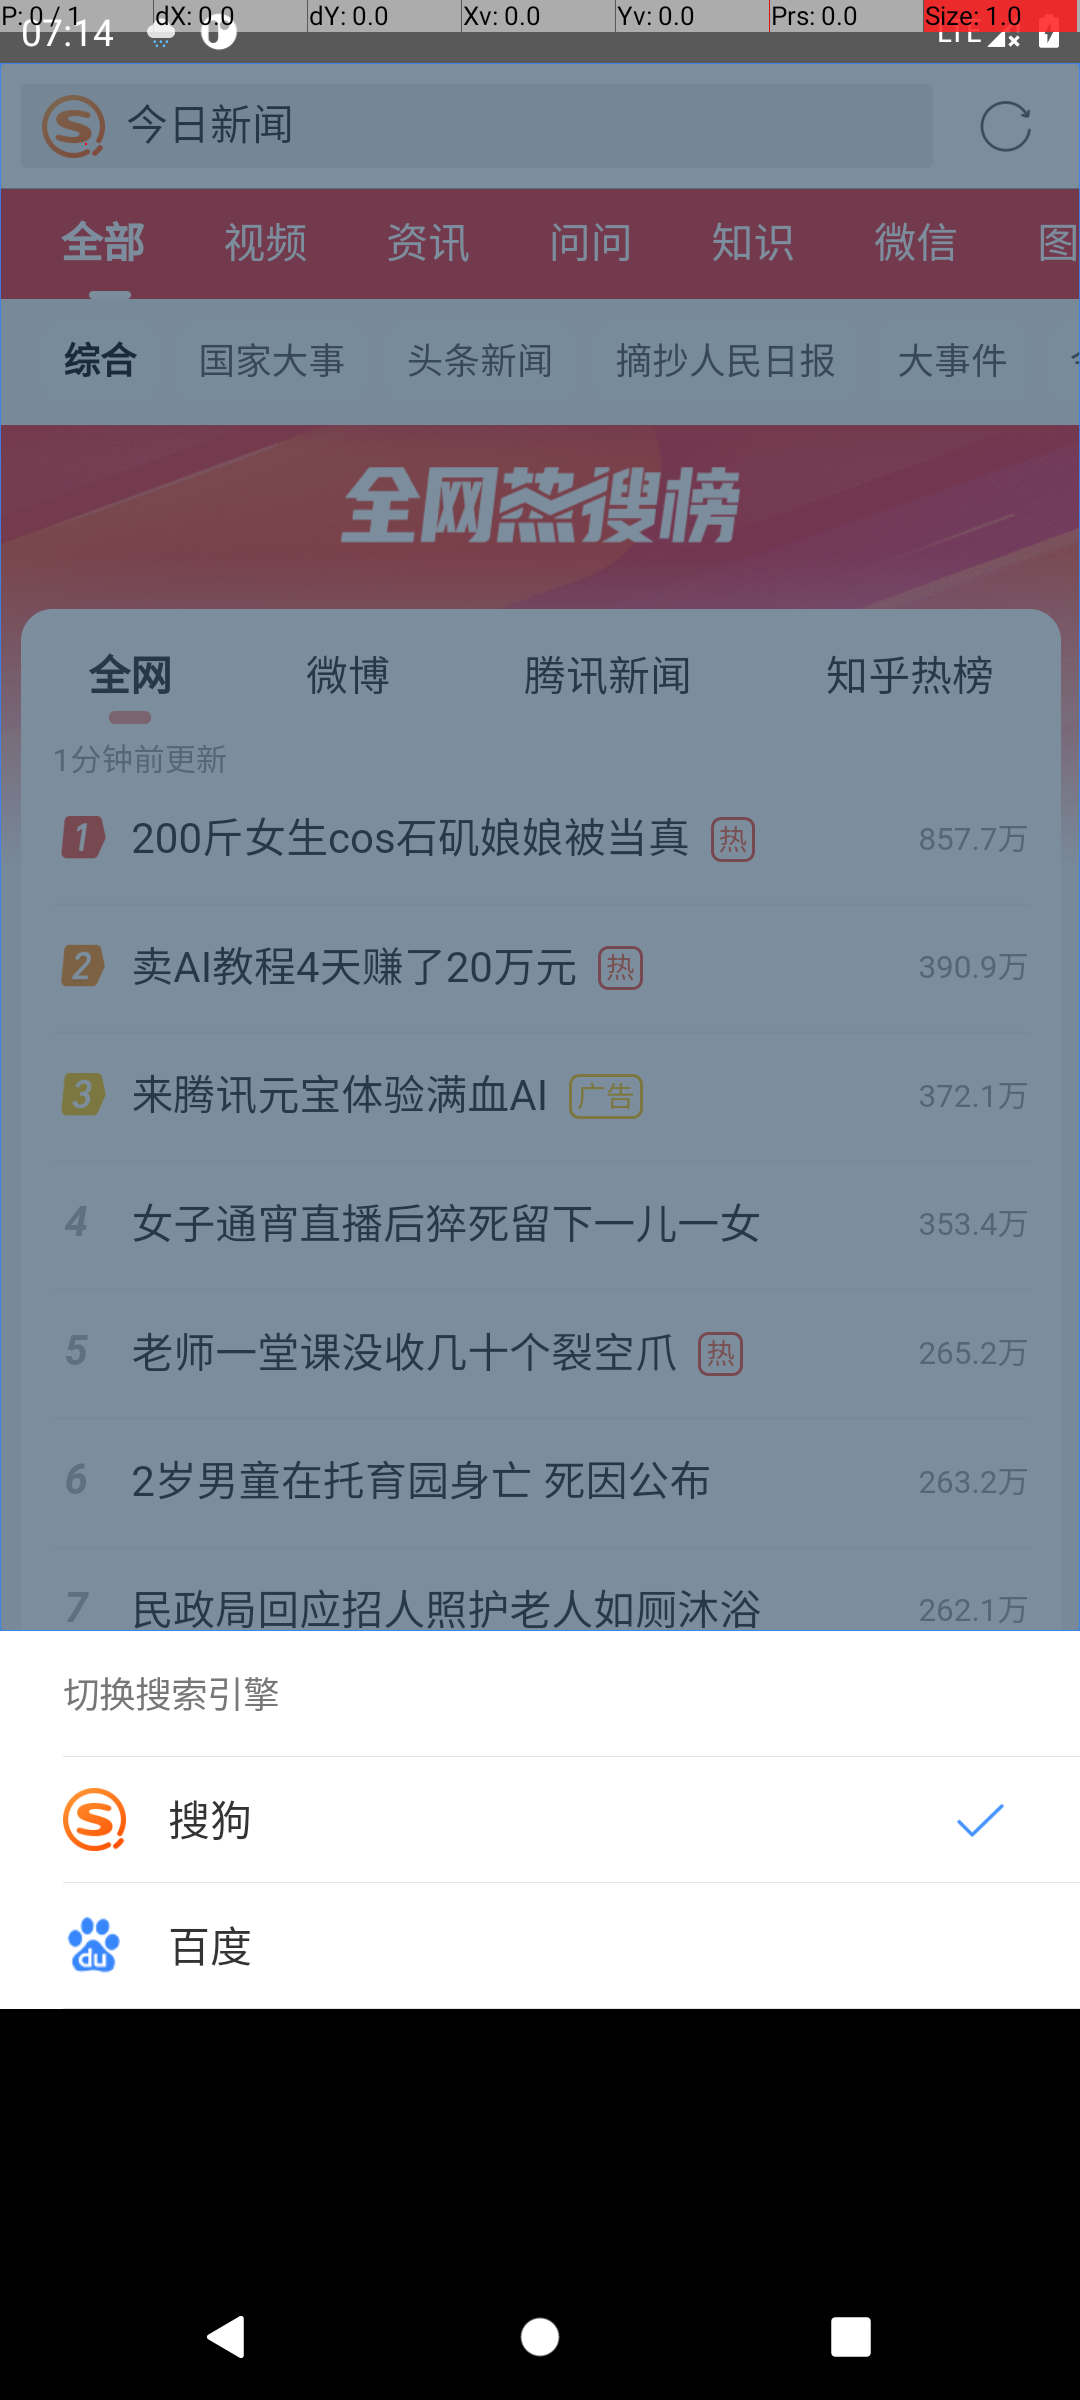 P: 0 / 1 dX: 0.0 dY: 0.0 Xv: 0.0 Yv: 0.0 Prs: 0.0 Size: 1.0
07:14 LTE
今日新闻
全部 视频 资讯 问问 知识 微信 图
综合 国家大事 头条新闻 摘抄人民日报 大事件
全网热搜榜
全网 微博 腾讯新闻 知乎热榜
1分钟前更新
1 200斤女生cos石矶娘娘被当真 热 857.7万
2 卖AI教程4天赚了20万元 热 390.9万
3 来腾讯元宝体验满血AI 广告 372.1万
4 女子通宵直播后猝死留下一儿一女 353.4万
5 老师一堂课没收几十个裂空爪 热 265.2万
6 2岁男童在托育园身亡 死因公布 263.2万
7 民政局回应招人照护老人如厕沐浴 262.1万
切换搜索引擎
搜狗
du 百度